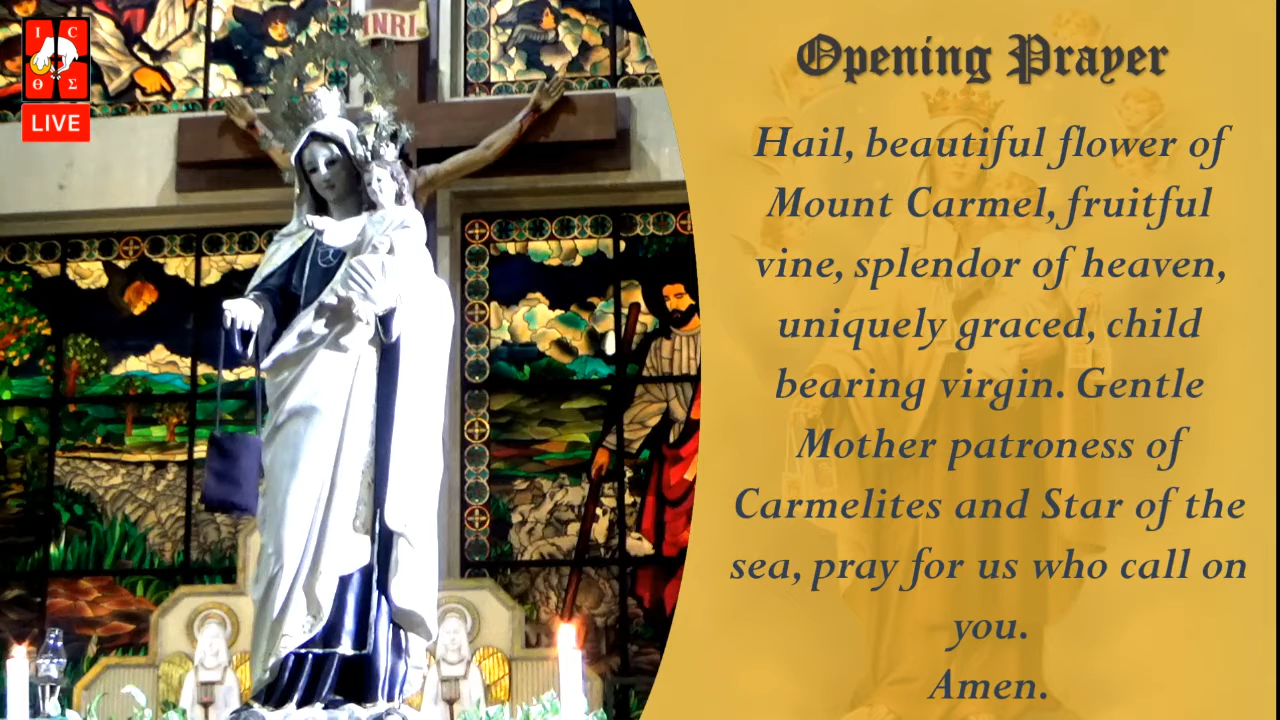 I C
Θ Σ
LIVE
INRI
Opening Prayer
Hail, beautiful flower of
Mount Carmel, fruitful
vine, splendor of heaven,
uniquely graced, child
bearing virgin. Gentle
Mother patroness of
Carmelites and Star of the
sea, pray for us who call on
you.
Amen.